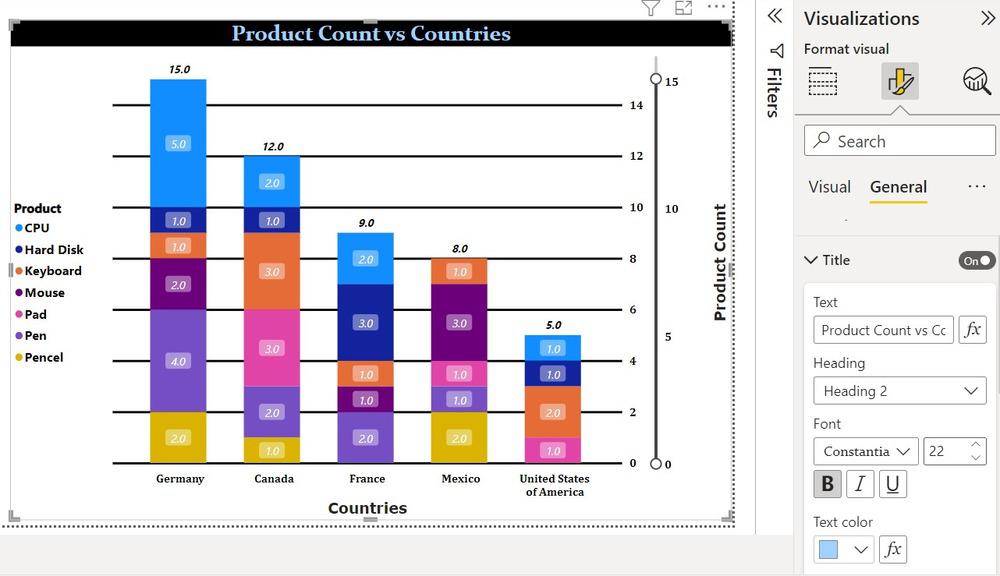 Product Count vs Countries
15.0
5.0
1.0
1.0
2.0
4.0
2.0
12.0
2.0
1.0
3.0
3.0
2.0
1.0
9.0
2.0
3.0
1.0
1.0
2.0
8.0
1.0
3.0
1.0
1.0
2.0
5.0
1.0
1.0
2.0
1.0
Product
CPU
Hard Disk
Keyboard
Mouse
Pad
Pen
Pencel
14
12
10
8
6
4
2
0
15
10
5
0
Product Count
Germany
Canada
France
Mexico
United States
of America
Countries
Filters
Visualizations
Format visual
Search
Visual General
Title
On
Text
Product Count vs Cc
fx
Heading
Heading 2
Font
Constantia 22
B I U
Text color
fx